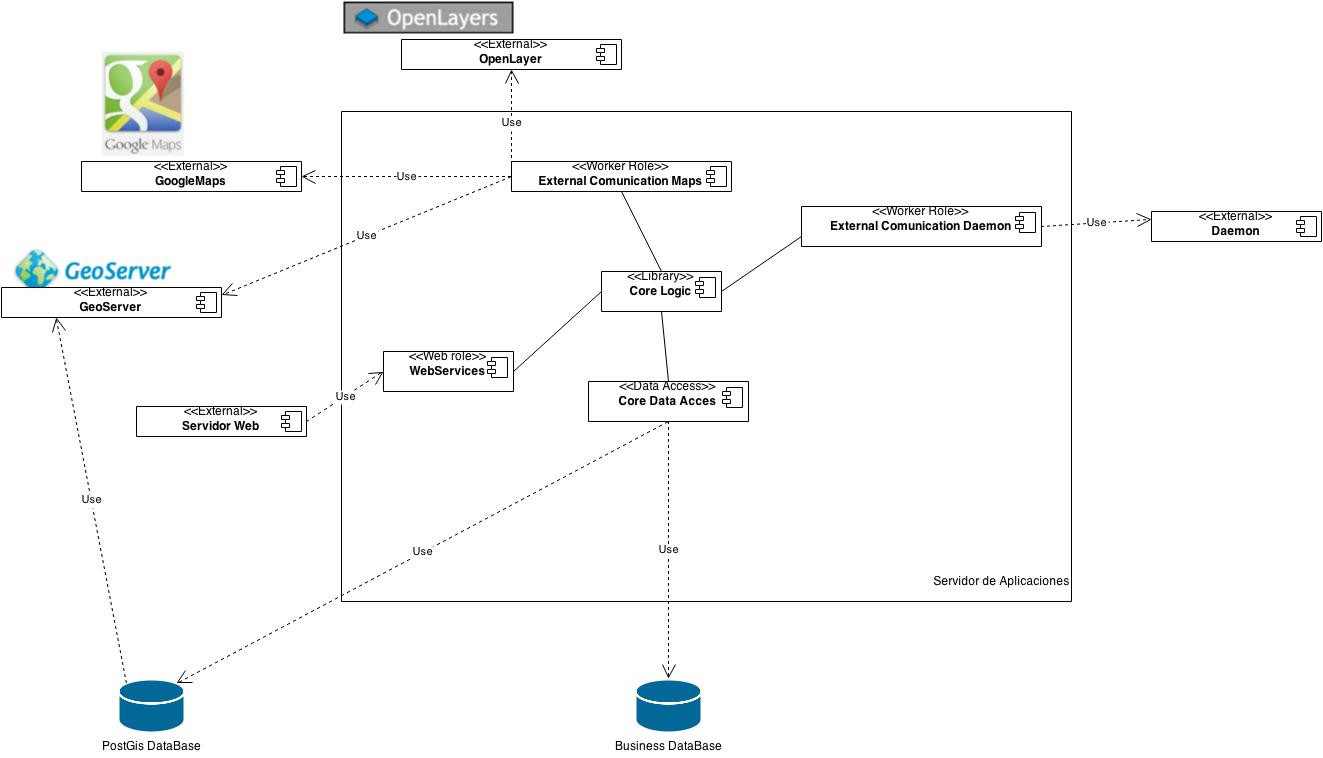 OpenLayers
<<External>>
OpenLayer
Google Maps
Use
<<External>>
GoogleMaps
Use
<<Worker Role>>
External Comunication Maps
<<Worker Role>>
External Comunication Daemon
Use
<<External>>
Daemon
Use
GeoServer
<<External>>
GeoServer
<<Library>>
Core Logic
<<Web role>>
WebServices
<<Data Access>>
Core Data Acces
Use
<<External>>
Servidor Web
Use
Use
Use
Servidor de Aplicaciones
PostGis DataBase
Business DataBase